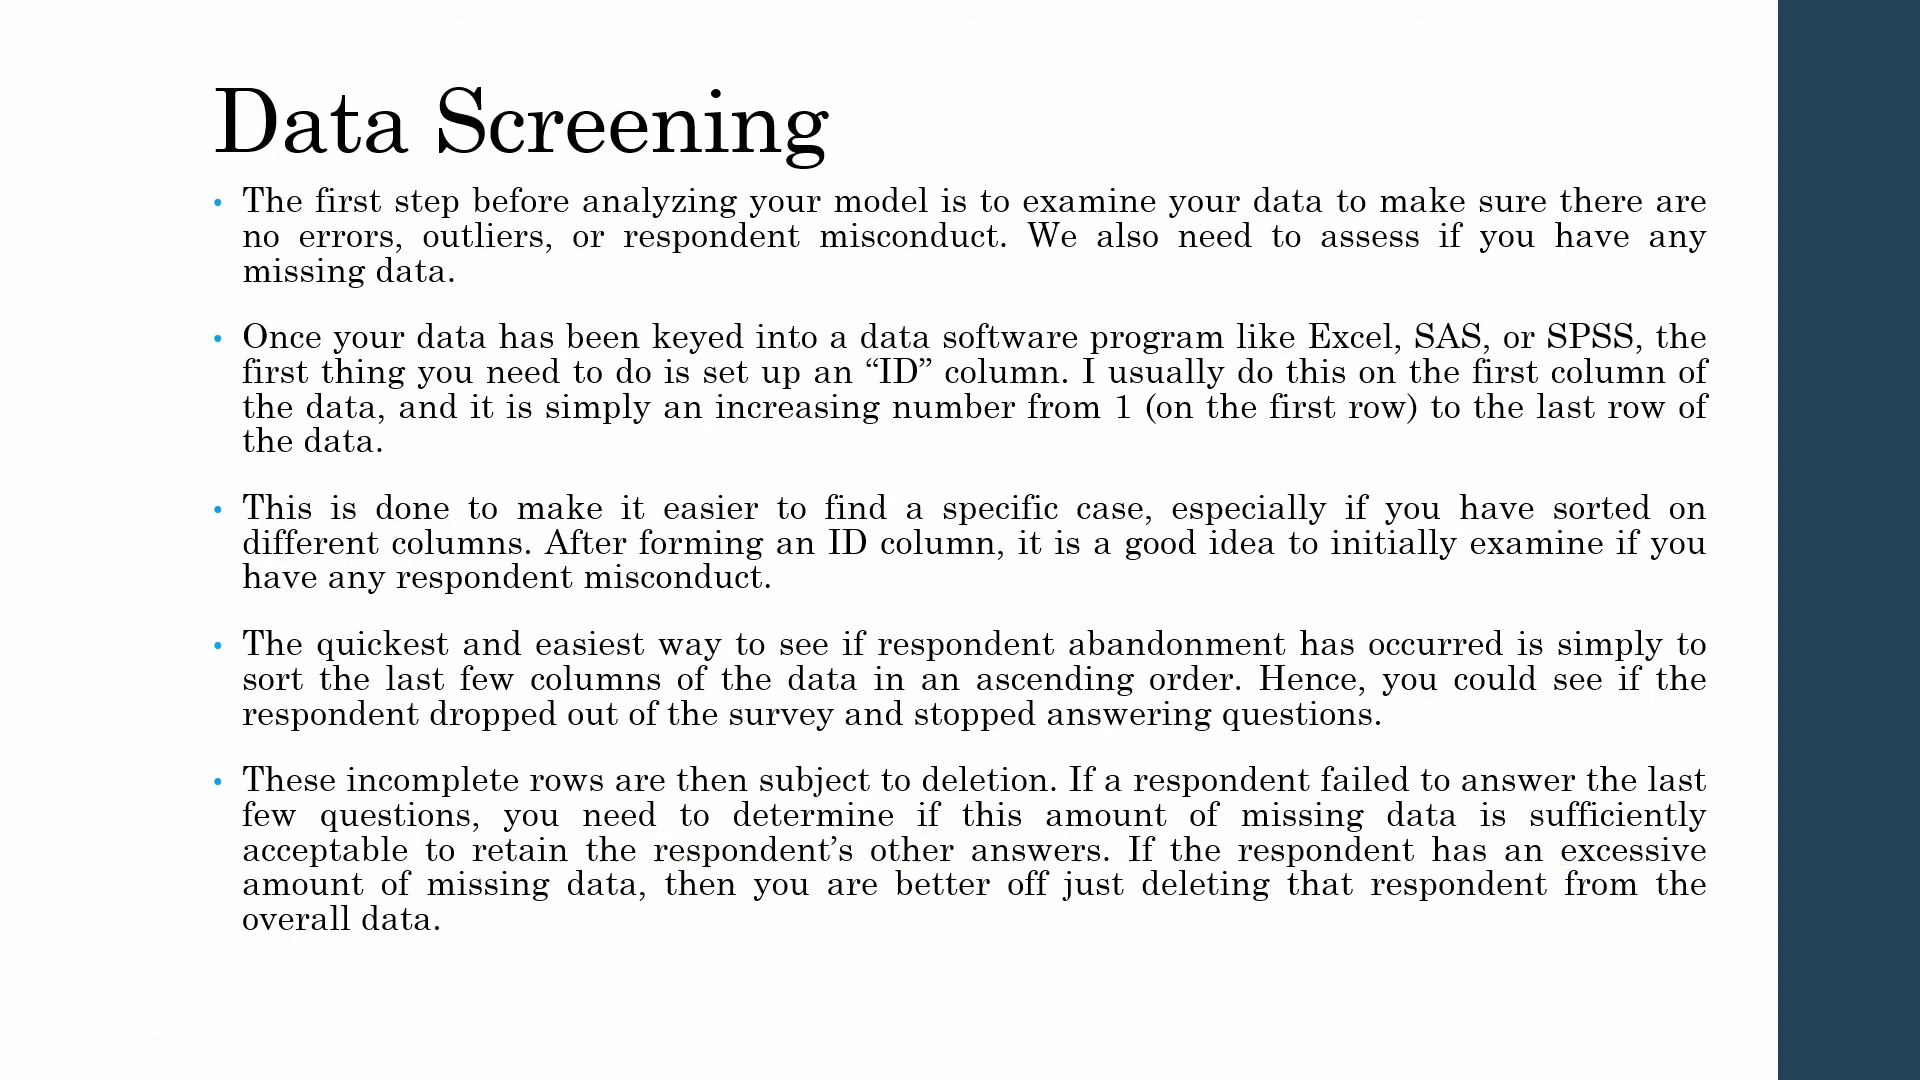 Data Screening
• The first step before analyzing your model is to examine your data to make sure there are
no errors, outliers, or respondent misconduct. We also need to assess if you have any
missing data.
• Once your data has been keyed into a data software program like Excel, SAS, or SPSS, the
first thing you need to do is set up an “ID” column. I usually do this on the first column of
the data, and it is simply an increasing number from 1 (on the first row) to the last row of
the data.
• This is done to make it easier to find a specific case, especially if you have sorted on
different columns. After forming an ID column, it is a good idea to initially examine if you
have any respondent misconduct.
• The quickest and easiest way to see if respondent abandonment has occurred is simply to
sort the last few columns of the data in an ascending order. Hence, you could see if the
respondent dropped out of the survey and stopped answering questions.
• These incomplete rows are then subject to deletion. If a respondent failed to answer the last
few questions, you need to determine if this amount of missing data is sufficiently
acceptable to retain the respondent’s other answers. If the respondent has an excessive
amount of missing data, then you are better off just deleting that respondent from the
overall data.